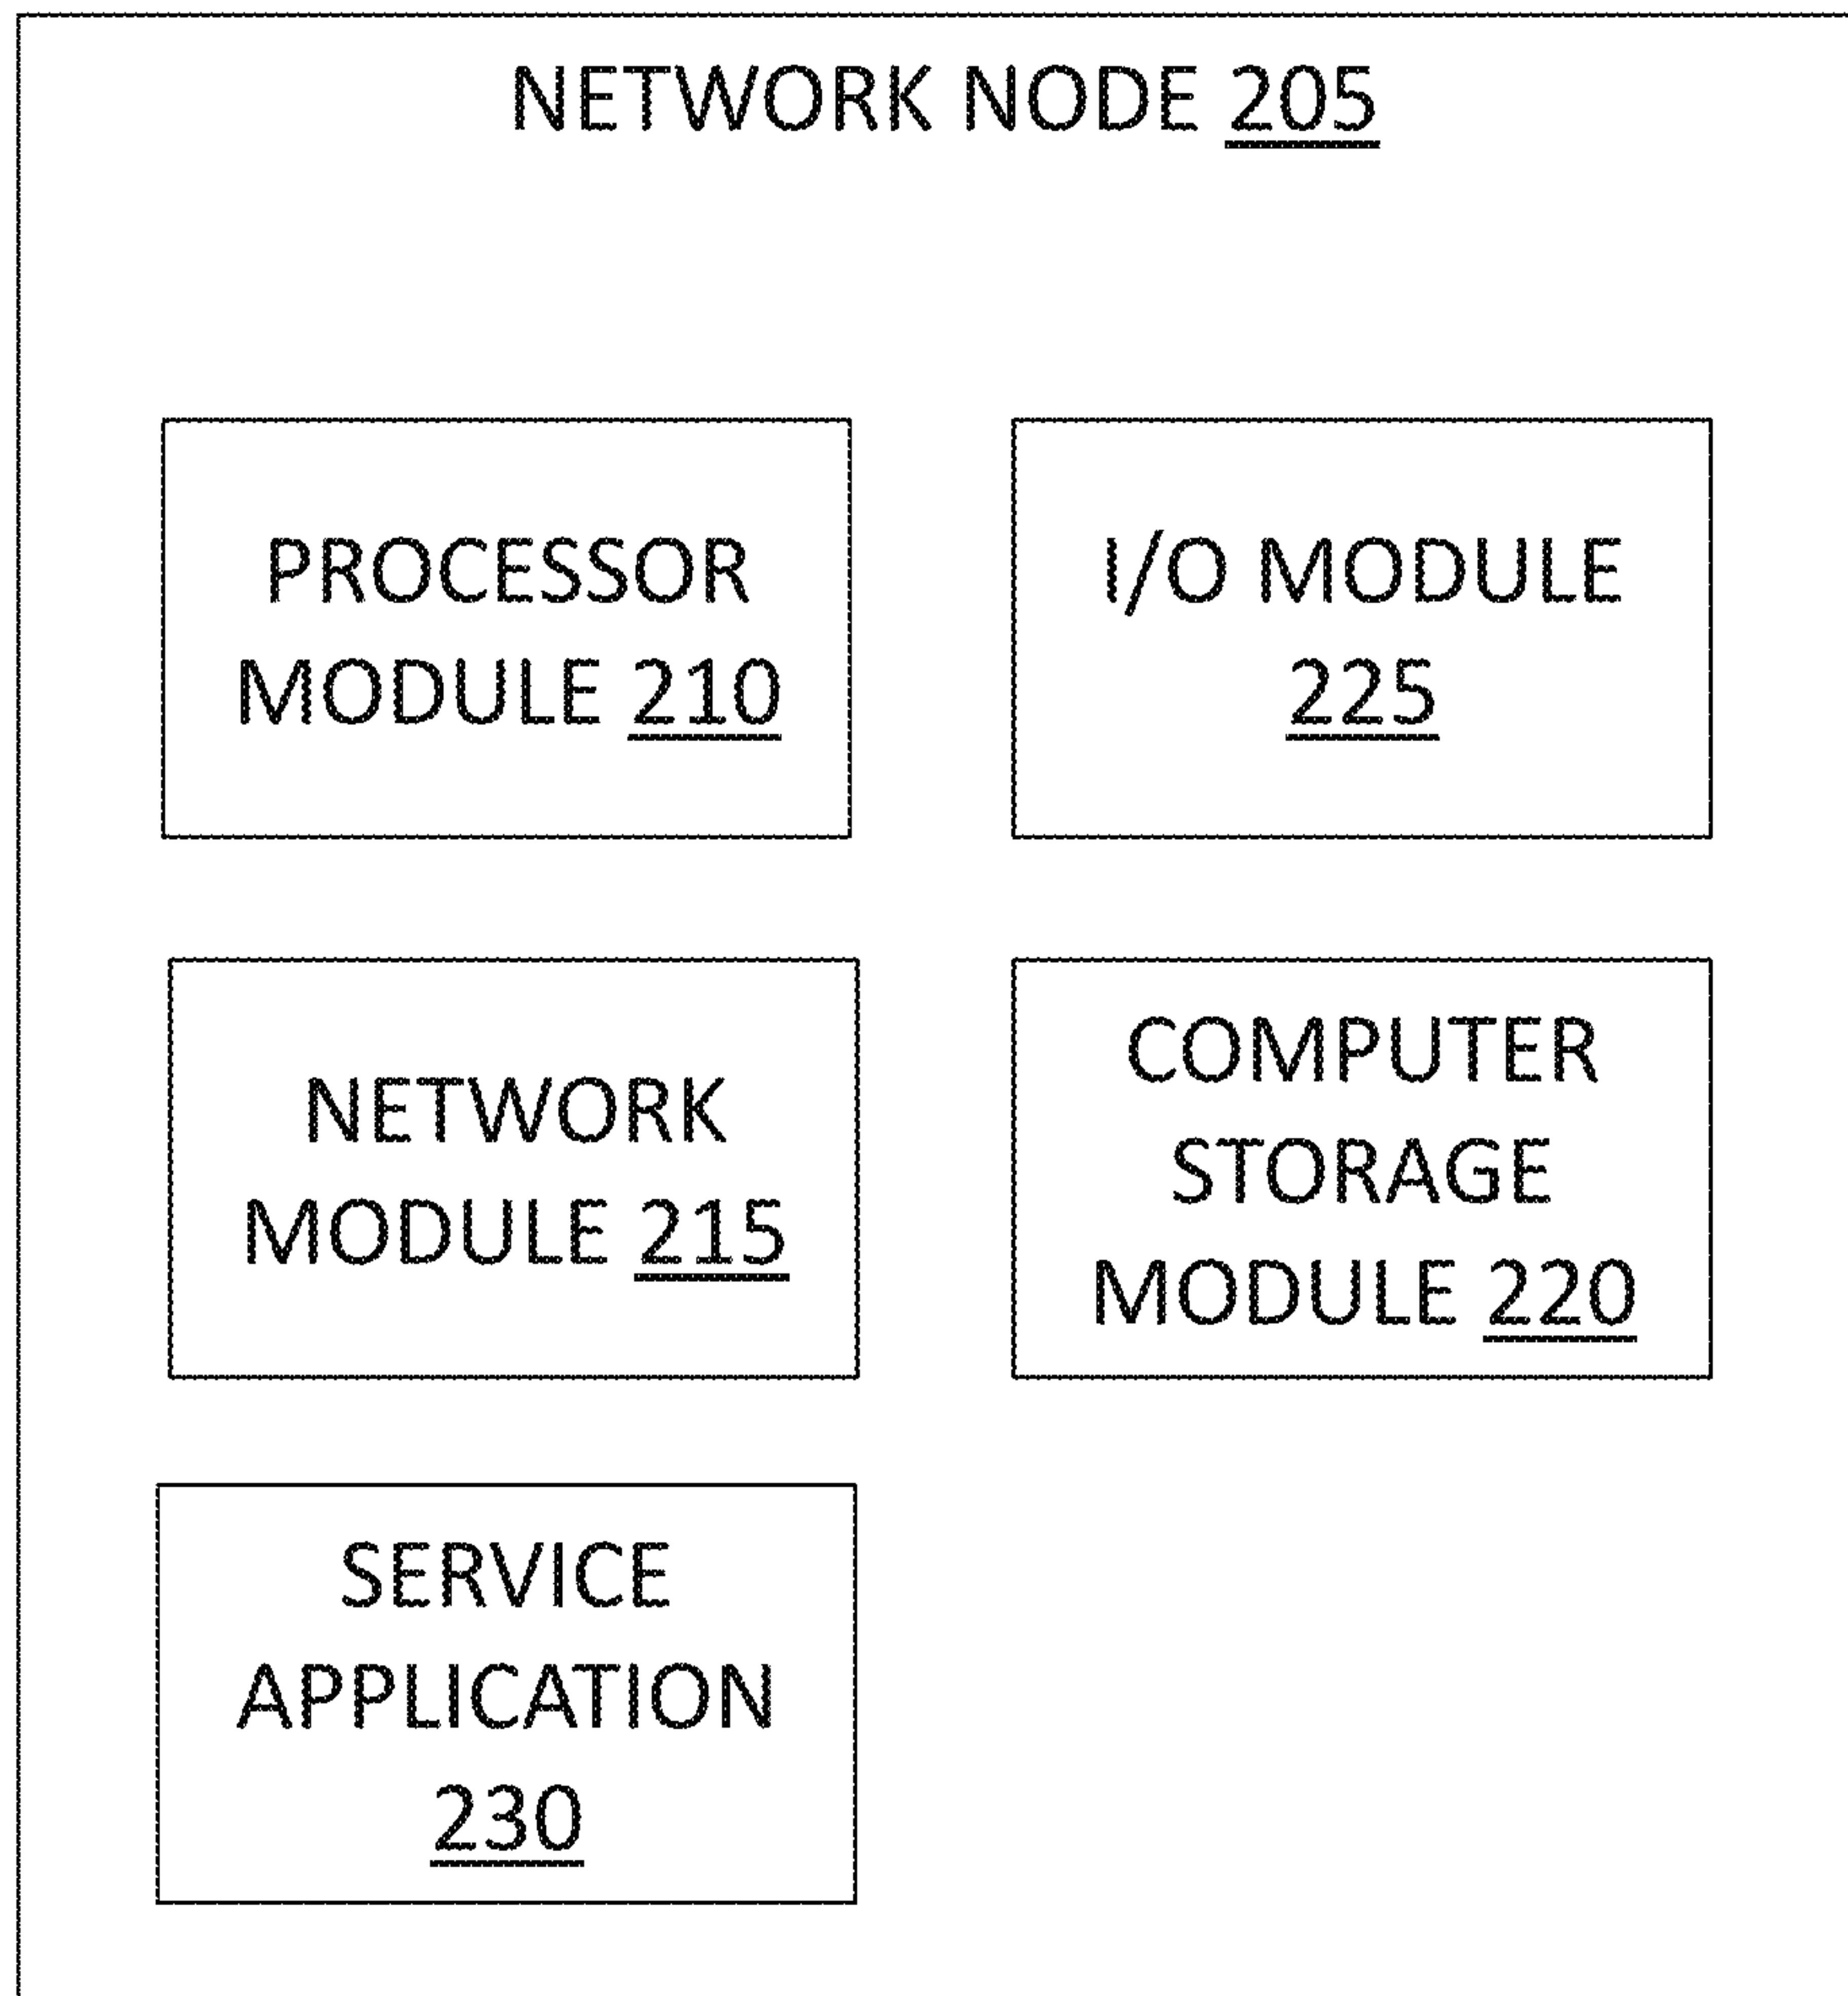 NETWORK NODE 205
PROCESSOR
MODULE 210
I/O MODULE
225
NETWORK
MODULE 215
COMPUTER
STORAGE
MODULE 220
SERVICE
APPLICATION
230